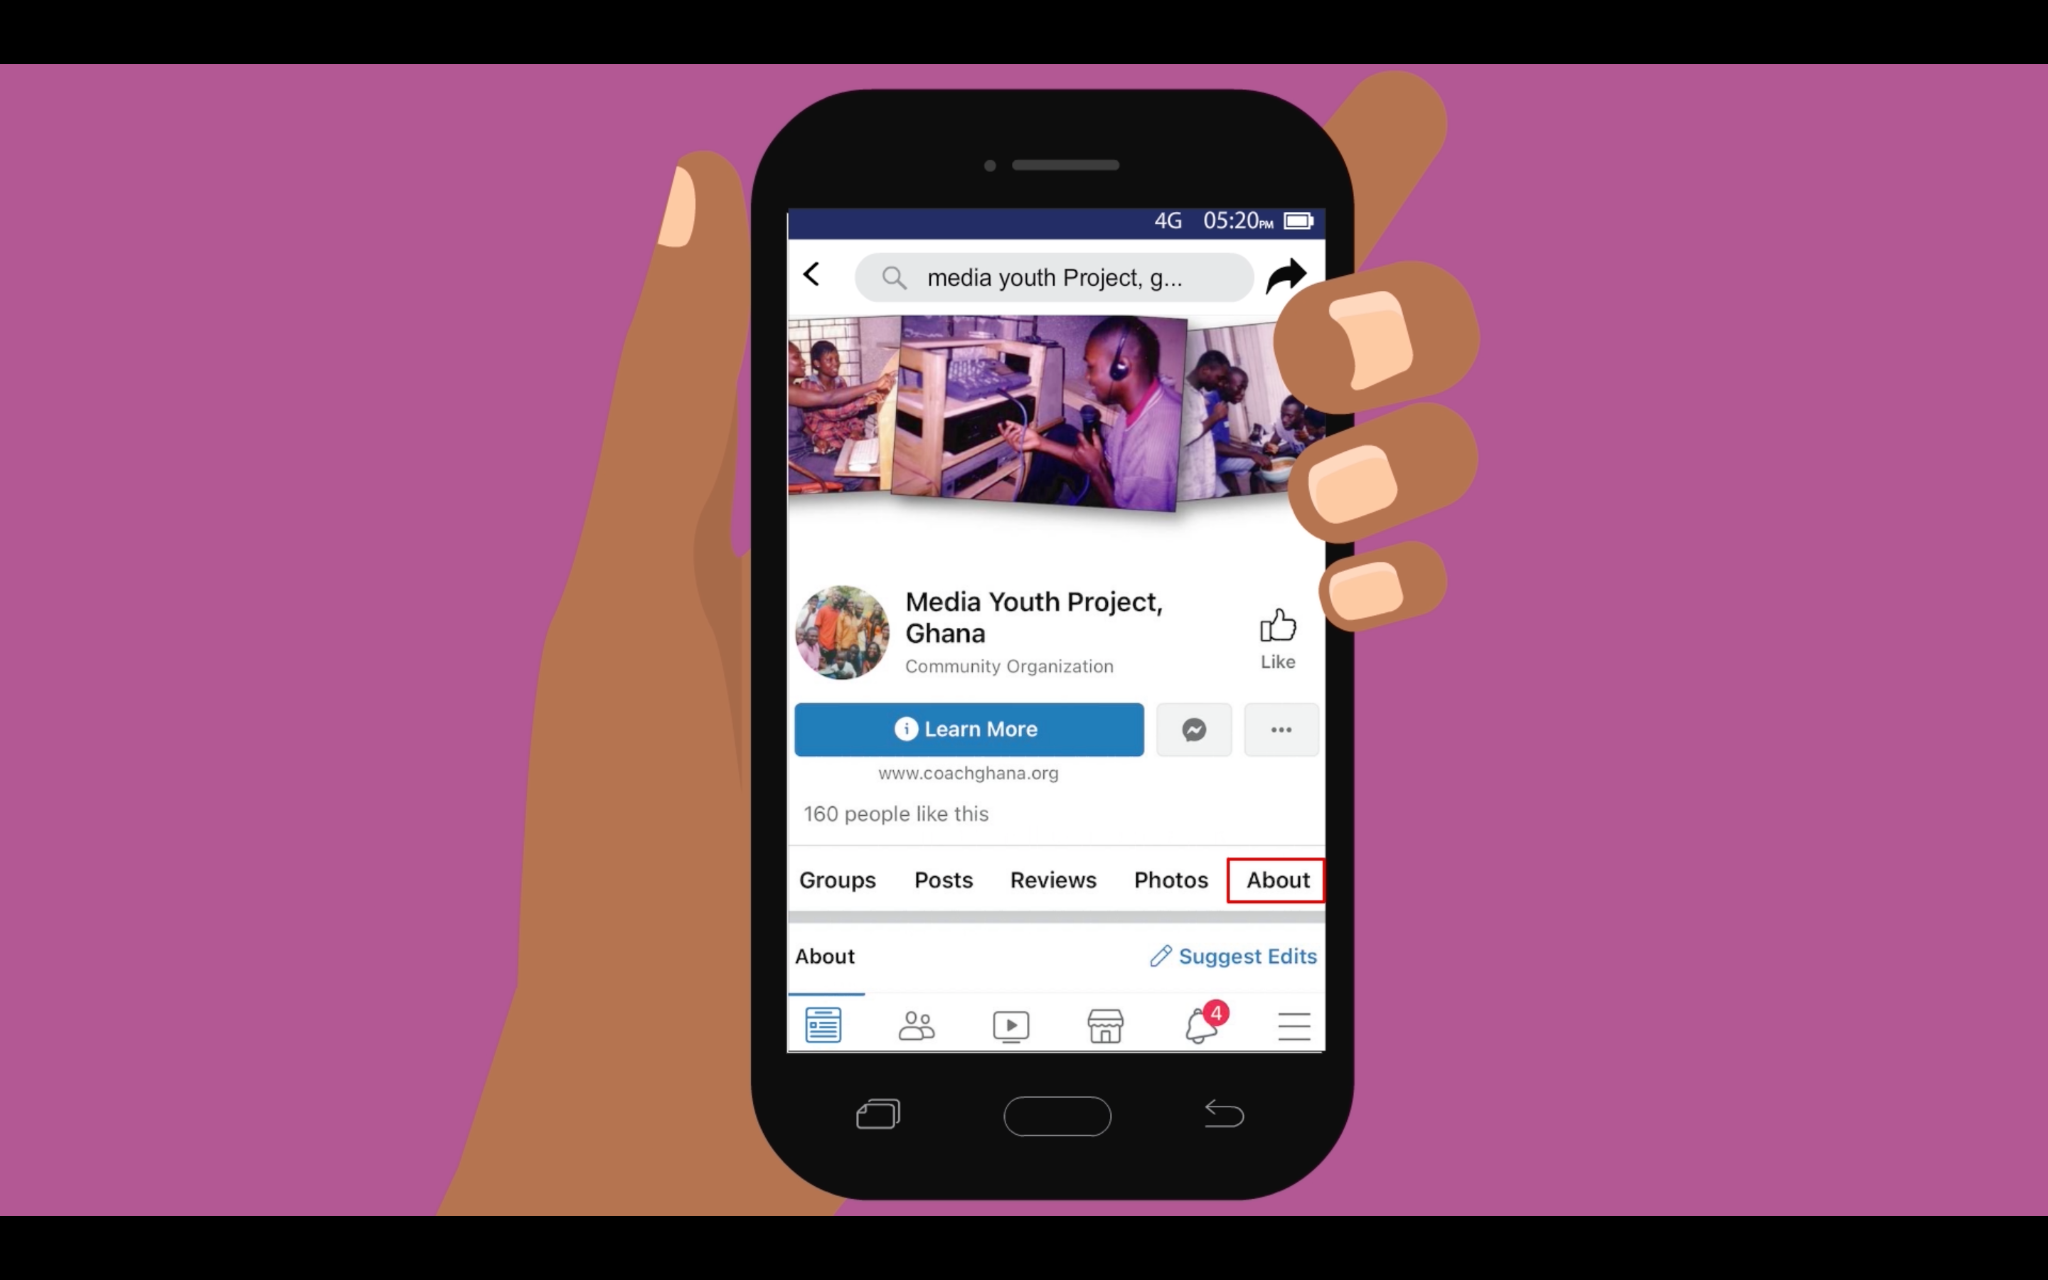 4G 05:20PM
media youth Project, g...
Media Youth Project,
Ghana
Community Organization
Like
Learn More
www.coachghana.org
160 people like this
Groups Posts Reviews Photos About
About Suggest Edits
4